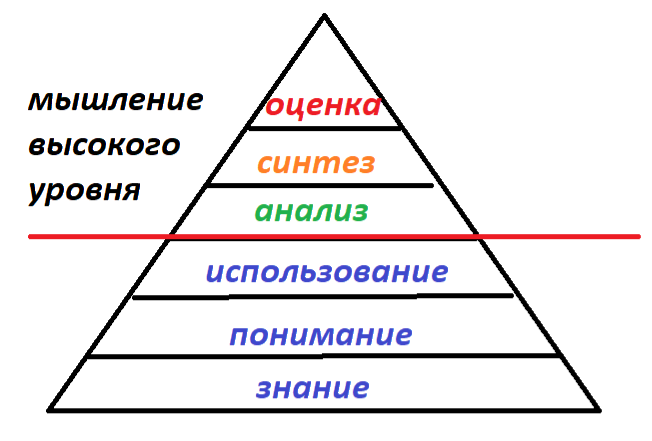 мышление
высокого
уровня
оценка
синтез
анализ
использование
понимание
знание